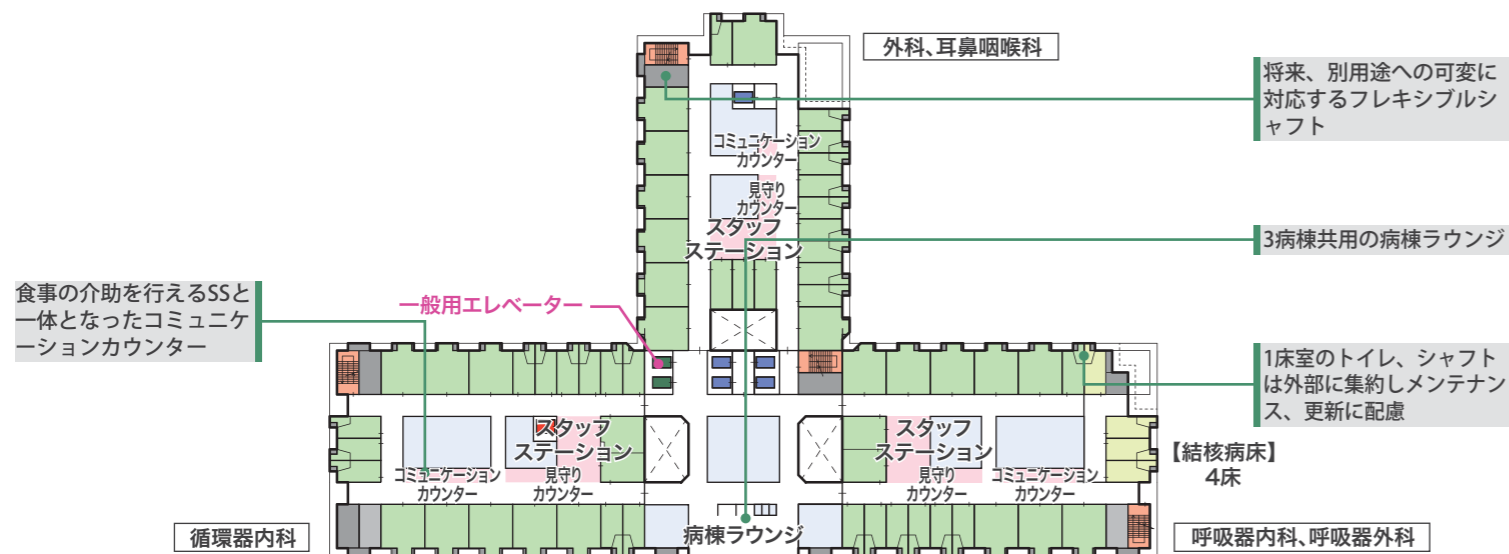 外科、耳鼻咽喉科
将来、別用途への可変に
対応するフレキシブルシ
ャフト
コミュニケーション
カウンター
見守り
カウンター
スタッフ
ステーション
3病棟共用の病棟ラウンジ
食事の介助を行えるSSと
一体となったコミュニケ
ーションカウンター
一般用エレベーター
1床室のトイレ、シャフト
は外部に集約しメンテナン
ス、更新に配慮
スタッフ
ステーション
コミュニケーション
カウンター
見守り
カウンター
スタッフ
ステーション
見守り
カウンター
コミュニケーション
カウンター
【結核病床】
4床
循環器内科
病棟ラウンジ
呼吸器内科、呼吸器外科